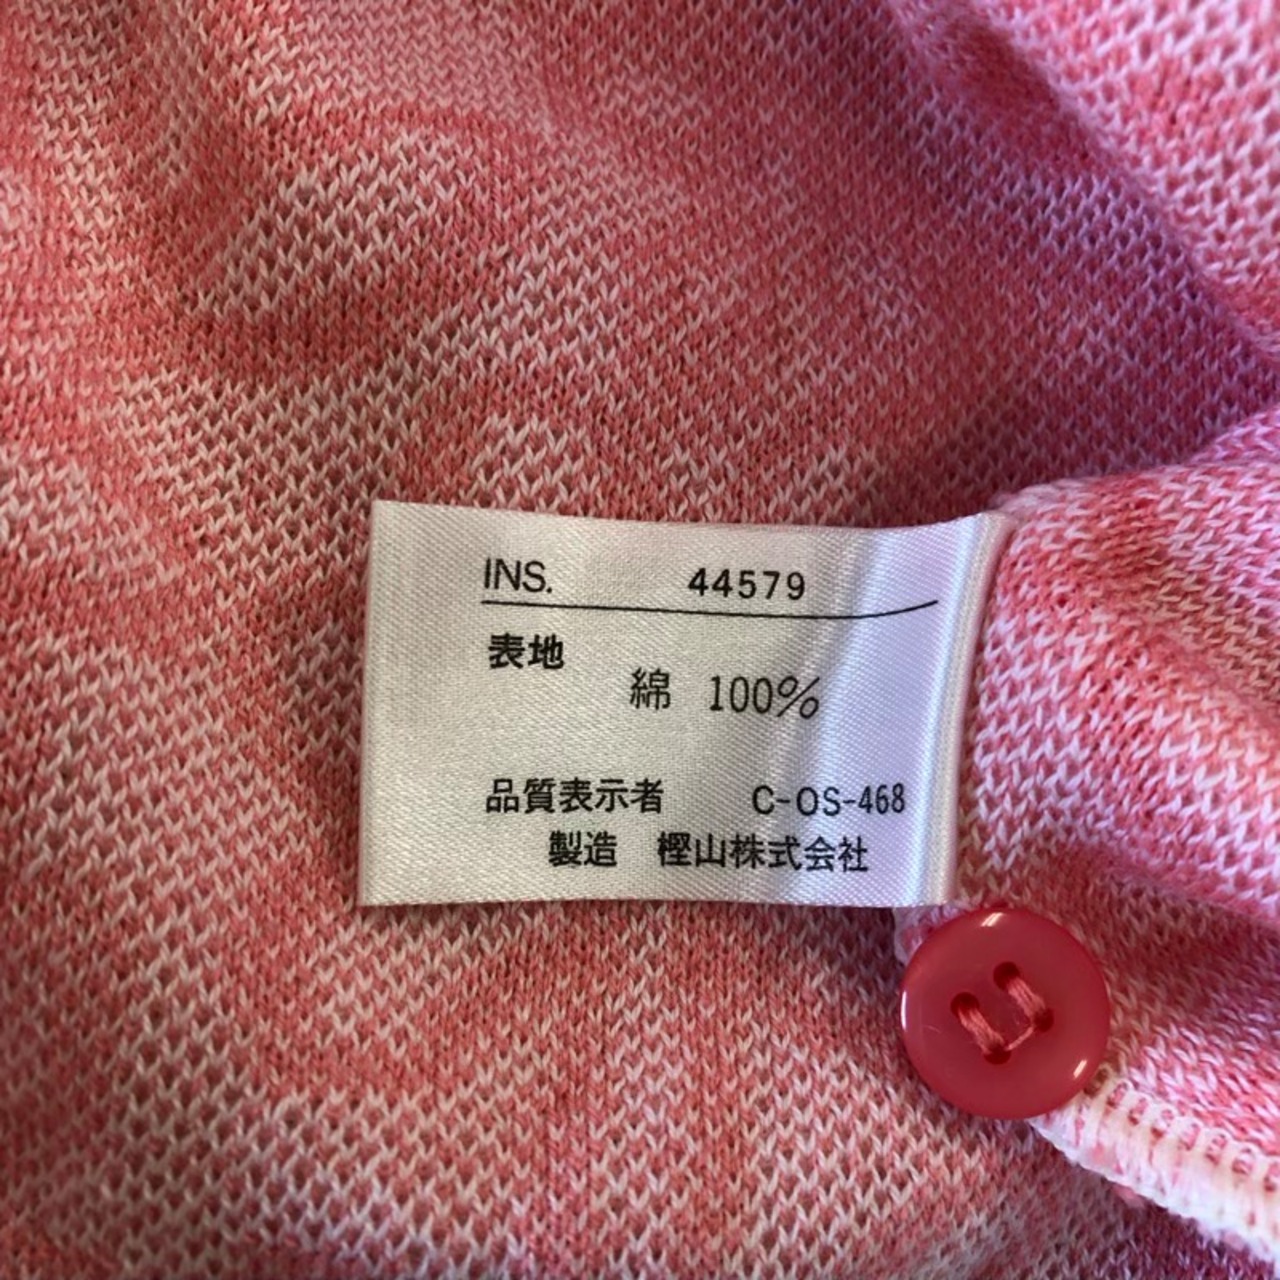 INS. 44579
表地
綿 100%
品質表示者 C-OS-468
製造 樫山株式会社